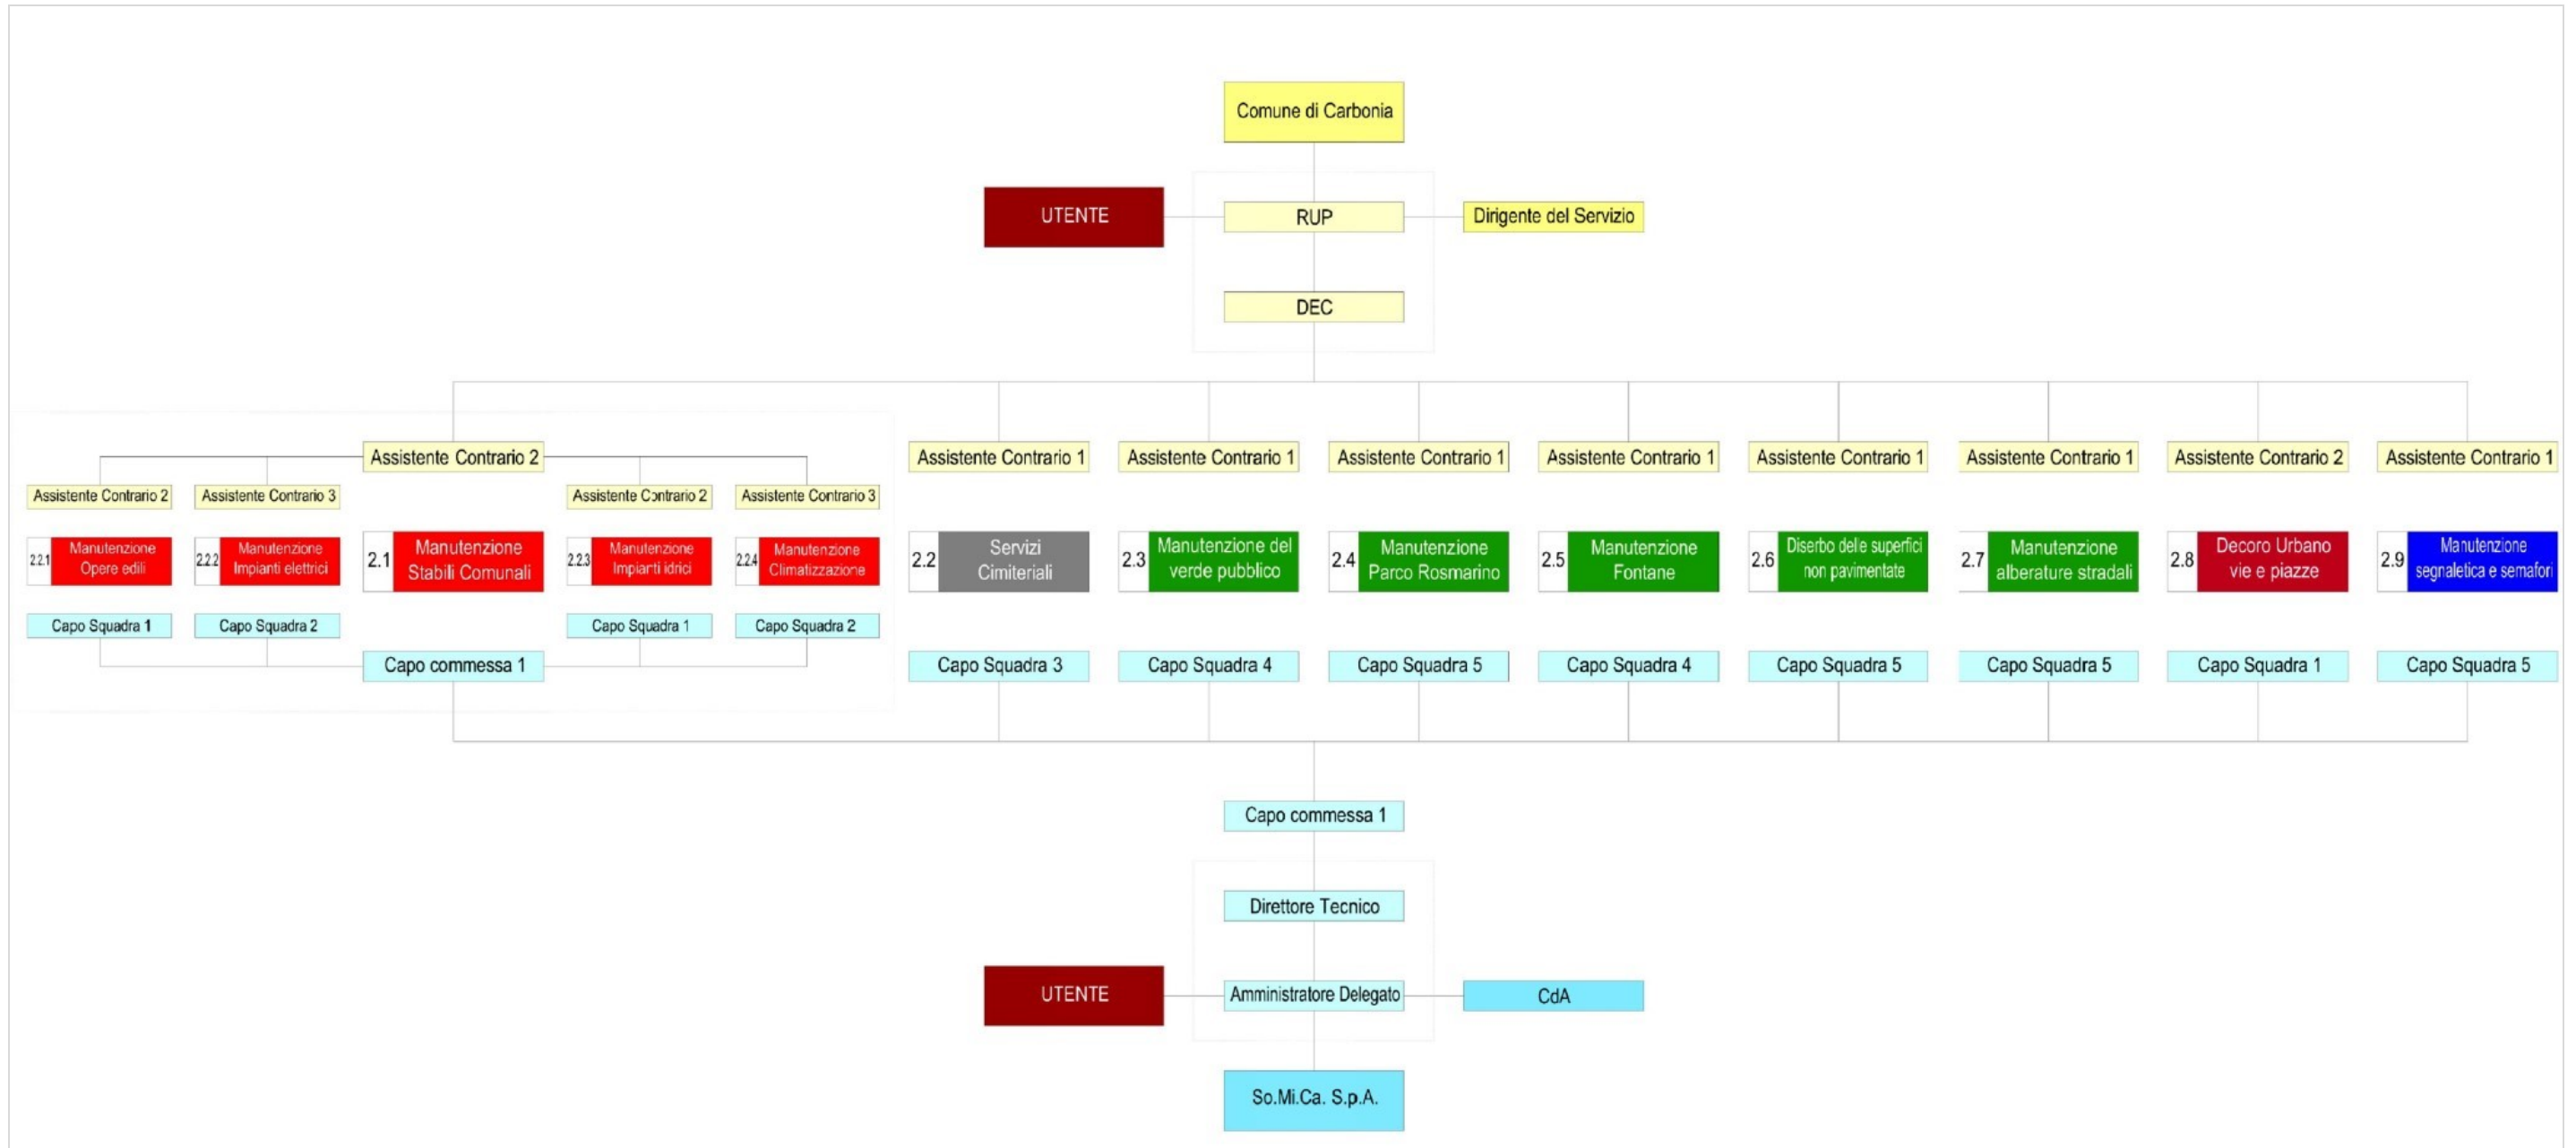 Comune di Carbonia
UTENTE
RUP
Dirigente del Servizio
DEC
Assistente Contrario 2
Assistente Contrario 1
Assistente Contrario 1
Assistente Contrario 1
Assistente Contrario 1
Assistente Contrario 1
Assistente Contrario 1
Assistente Contrario 2
Assistente Contrario 1
Assistente Contrario 2
Assistente Contrario 3
Assistente Contrario 2
Assistente Contrario 3
2.2.1
Manutenzione
Opere edili
2.2.2
Manutenzione
Impianti elettrici
2.1
Manutenzione
Stabili Comunali
2.2.3
Manutenzione
Impianti idrici
2.2.4
Manutenzione
Climatizzazione
2.2
Servizi
Cimiteriali
2.3
Manutenzione del
verde pubblico
2.4
Manutenzione
Parco Rosmarino
2.5
Manutenzione
Fontane
2.6
Diserbo delle superfici
non pavimentate
2.7
Manutenzione
alberature stradali
2.8
Decoro Urbano
vie e piazze
2.9
Manutenzione
segnaletica e semafori
Capo Squadra 1
Capo Squadra 2
Capo Squadra 1
Capo Squadra 2
Capo commessa 1
Capo Squadra 3
Capo Squadra 4
Capo Squadra 5
Capo Squadra 4
Capo Squadra 5
Capo Squadra 5
Capo Squadra 1
Capo Squadra 5
Capo commessa 1
Direttore Tecnico
UTENTE
Amministratore Delegato
CdA
So.Mi.Ca. S.p.A.